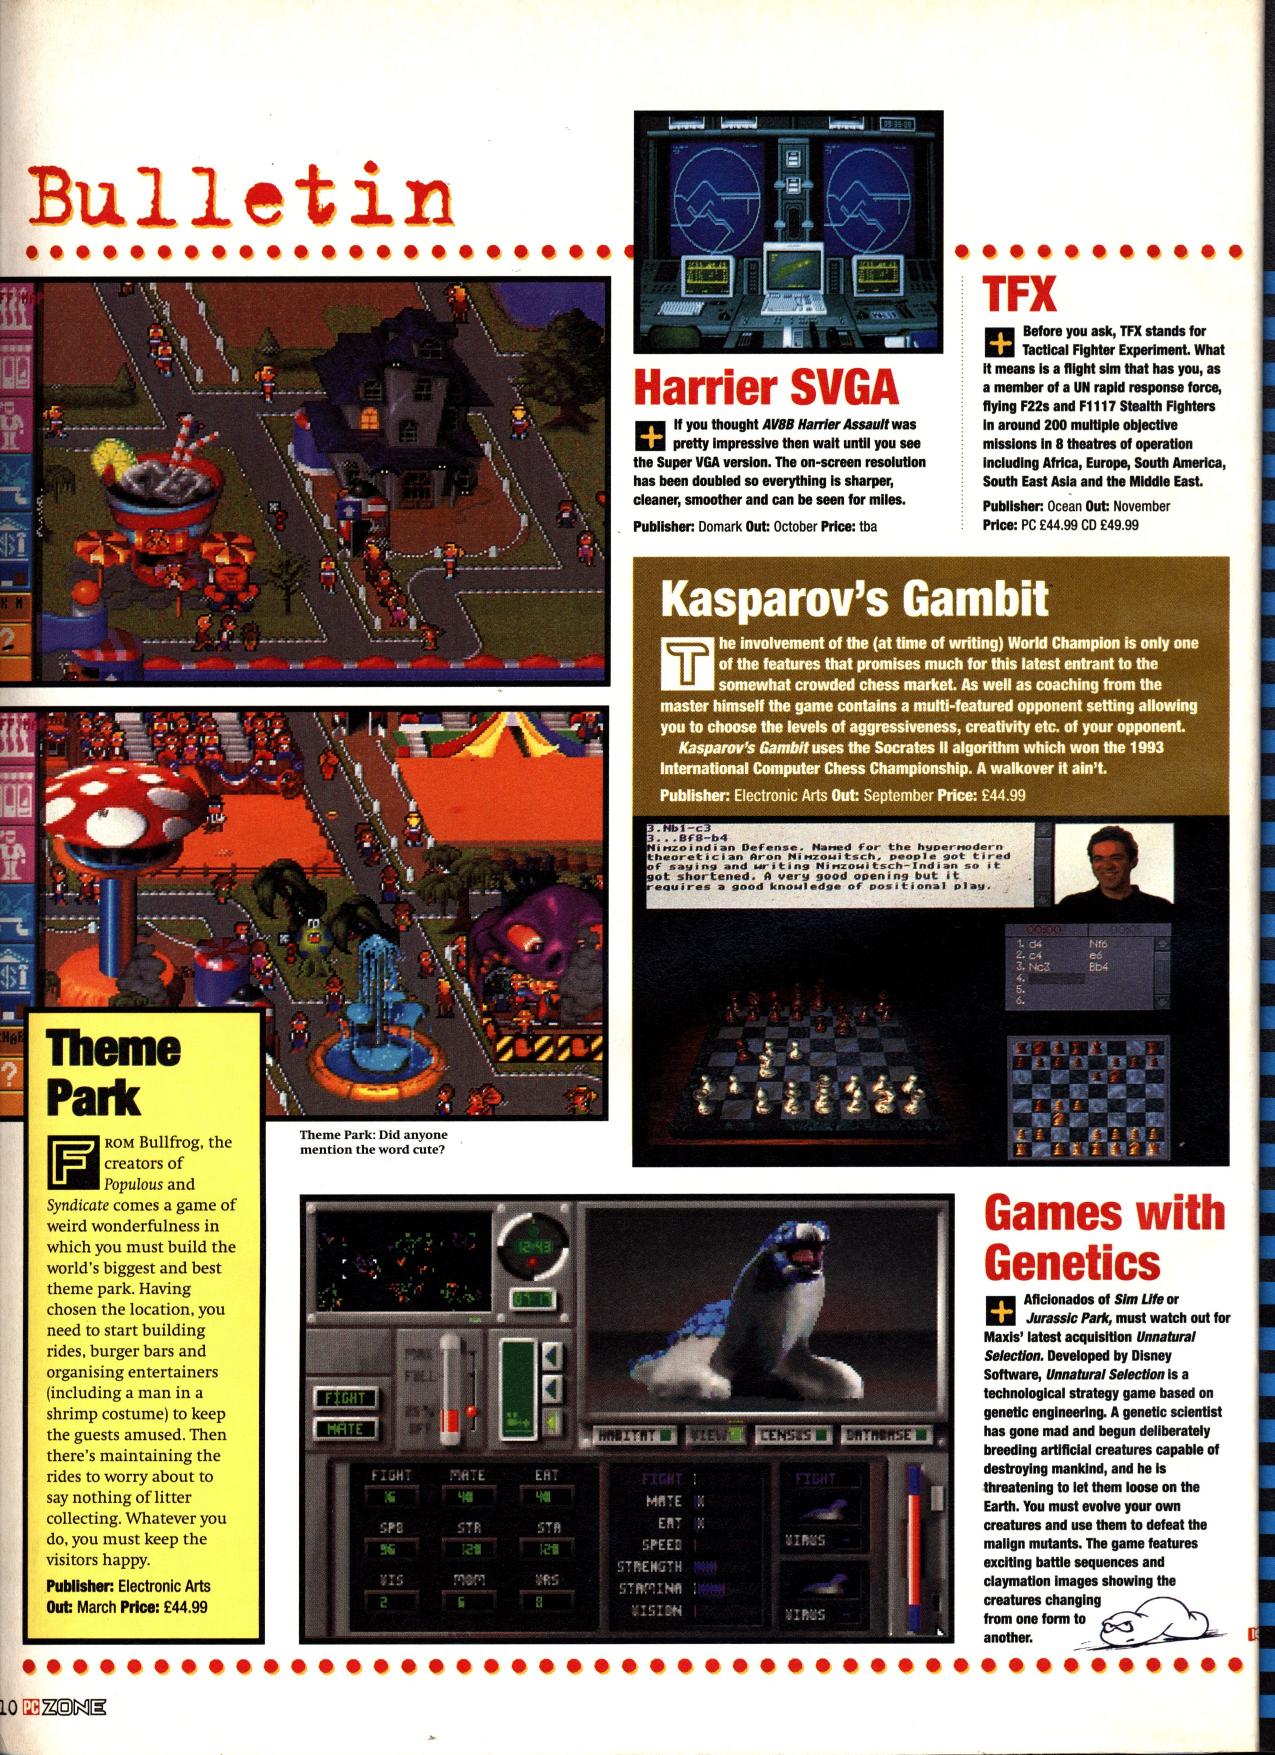 Bulletin
Harrier SVGA
If you thought AV8B Harrier Assault was
pretty impressive then wait until you see
the Super VGA version. The on-screen resolution
has been doubled so everything is sharper,
cleaner, smoother and can be seen for miles.
Publisher: Domark Out: October Price: tba
TFX
Before you ask, TFX stands for
Tactical Fighter Experiment. What
it means is a flight sim that has you, as
a member of a UN rapid response force,
flying F22s and F1117 Stealth Fighters
in around 200 multiple objective
missions in 8 theatres of operation
including Africa, Europe, South America,
South East Asia and the Middle East.
Publisher: Ocean Out: November
Price: PC £44.99 CD £49.99
Kasparov's Gambit
The involvement of the (at time of writing) World Champion is only one
of the features that promises much for this latest entrant to the
somewhat crowded chess market. As well as coaching from the
master himself the game contains a multi-featured opponent setting allowing
you to choose the levels of aggressiveness, creativity etc. of your opponent.
Kasparov's Gambit uses the Socrates II algorithm which won the 1993
International Computer Chess Championship. A walkover it ain't.
Publisher: Electronic Arts Out: September Price: £44.99
3.Nb1-c3
3...Bf8-b4
Nimzoindian Defense. Named for the hypermodern
theoretician Aron Nimzowitsch, people got tired
of saying and writing Nimzowitsch-Indian so it
got shortened. A very good opening but it
requires a good knowledge of positional play.
00:00
1. d4 Nf6
2. c4 e6
3. Nc3 Bb4
4.
5.
6.
Theme
Park
FROM Bullfrog, the
creators of
Populous and
Syndicate comes a game of
weird wonderfulness in
which you must build the
world's biggest and best
theme park. Having
chosen the location, you
need to start building
rides, burger bars and
organising entertainers
(including a man in a
shrimp costume) to keep
the guests amused. Then
there's maintaining the
rides to worry about to
say nothing of litter
collecting. Whatever you
do, you must keep the
visitors happy.
Publisher: Electronic Arts
Out: March Price: £44.99
Theme Park: Did anyone
mention the word cute?
12:43
07-17
MAX
FULL
25%
OFF
FIGHT
MATE
HABITAT VIEW CENSUS DATABASE
FIGHT MATE EAT
16 40 40
SPD STR STA
96 120 120
VIS MOM VRS
2 6 8
FIGHT
MATE
EAT
SPEED
STRENGTH
STAMINA
VISION
FIGHT
VIRUS
VIRUS
Games with
Genetics
Aficionados of Sim Life or
Jurassic Park, must watch out for
Maxis' latest acquisition Unnatural
Selection. Developed by Disney
Software, Unnatural Selection is a
technological strategy game based on
genetic engineering. A genetic scientist
has gone mad and begun deliberately
breeding artificial creatures capable of
destroying mankind, and he is
threatening to let them loose on the
Earth. You must evolve your own
creatures and use them to defeat the
malign mutants. The game features
exciting battle sequences and
claymation images showing the
creatures changing
from one form to
another.
10 PC ZONE